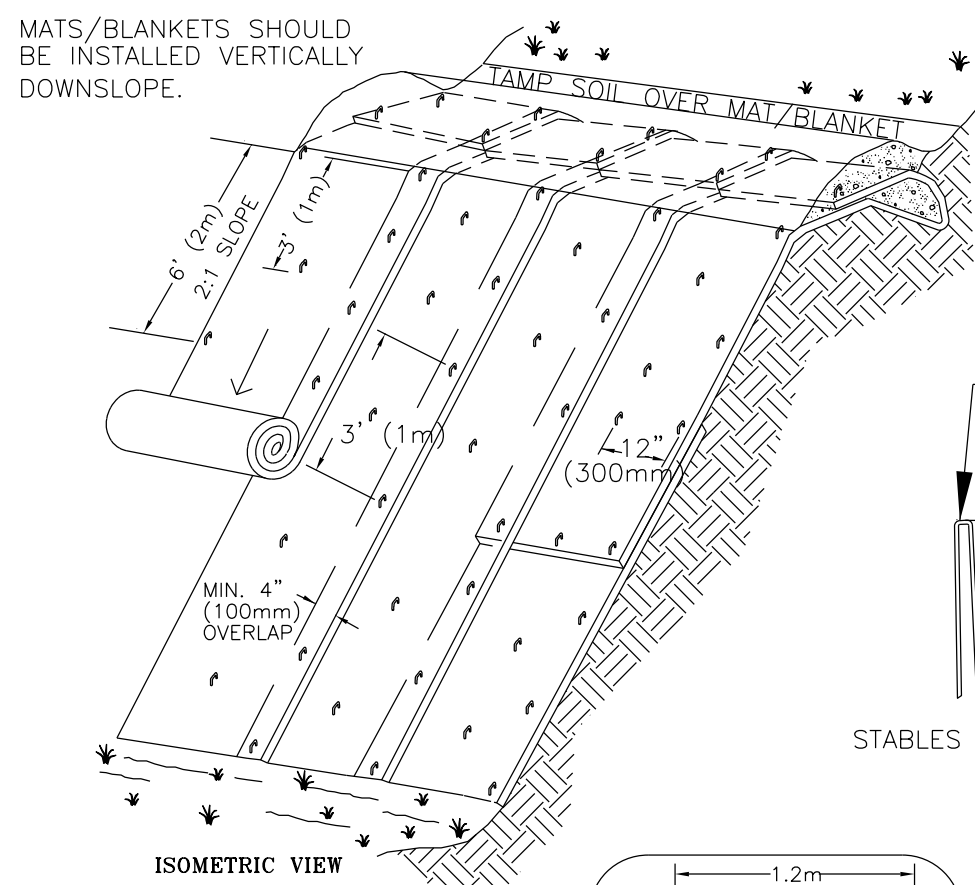 MATS/BLANKETS SHOULD
BE INSTALLED VERTICALLY
DOWNSLOPE.
TAMP SOIL OVER MAT/BLANKET
6' (2m)
2:1 SLOPE
3' (1m)
3' (1m)
12"
(300mm)
MIN. 4"
(100mm)
OVERLAP
STABLES
ISOMETRIC VIEW
1.2m